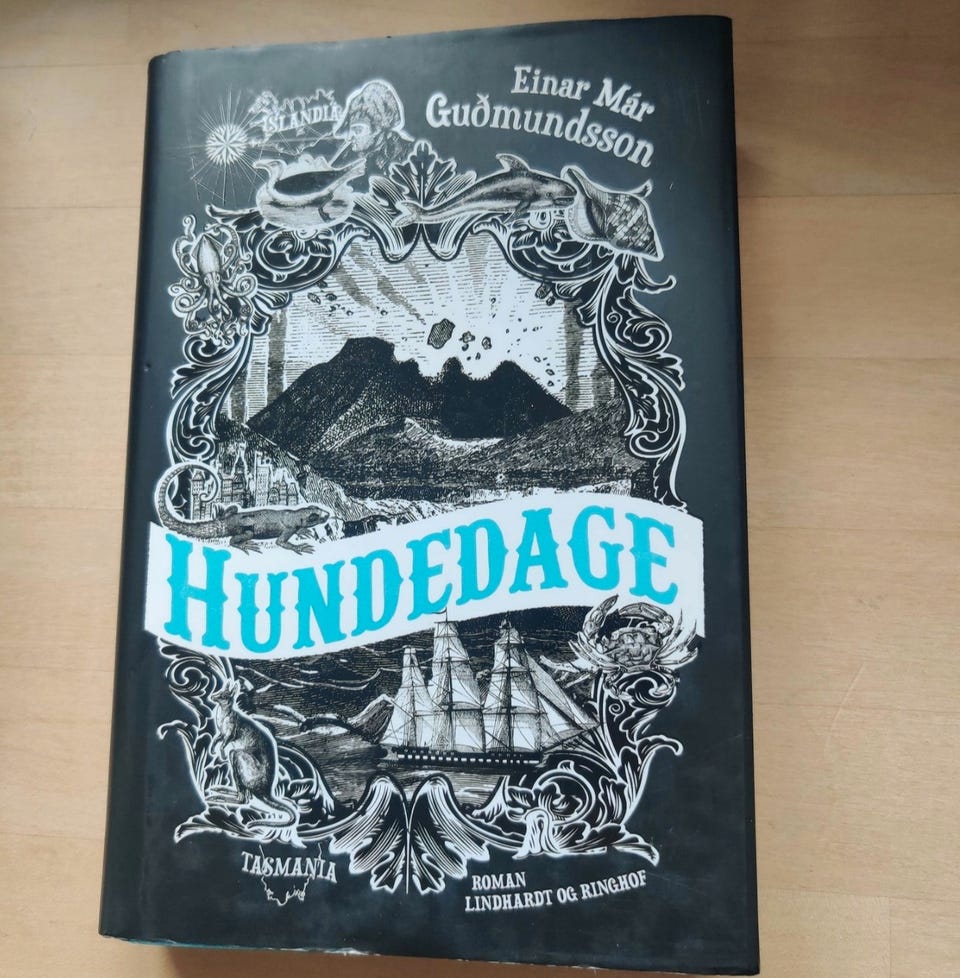 Einar Már
Guðmundsson
ISLANDIA
HUNDEDAGE
TASMANIA
ROMAN
LINDHARDT OG RINGHOF